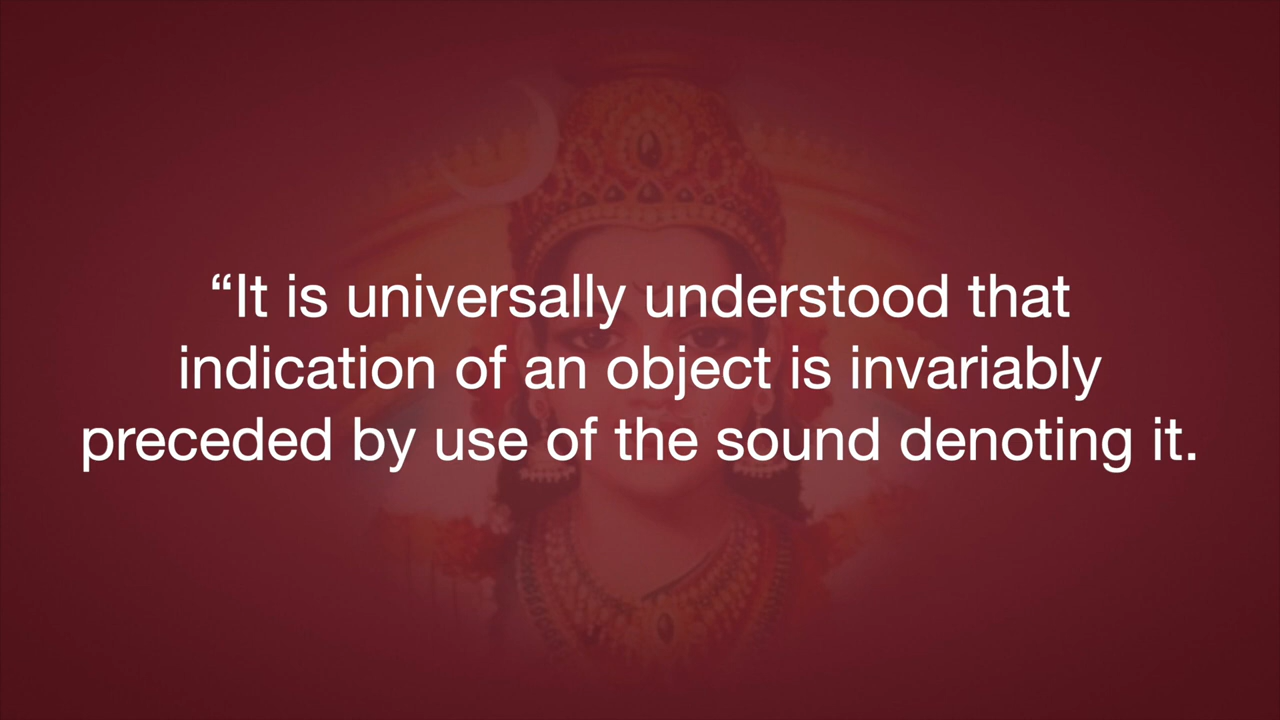 “It is universally understood that
indication of an object is invariably
preceded by use of the sound denoting it.